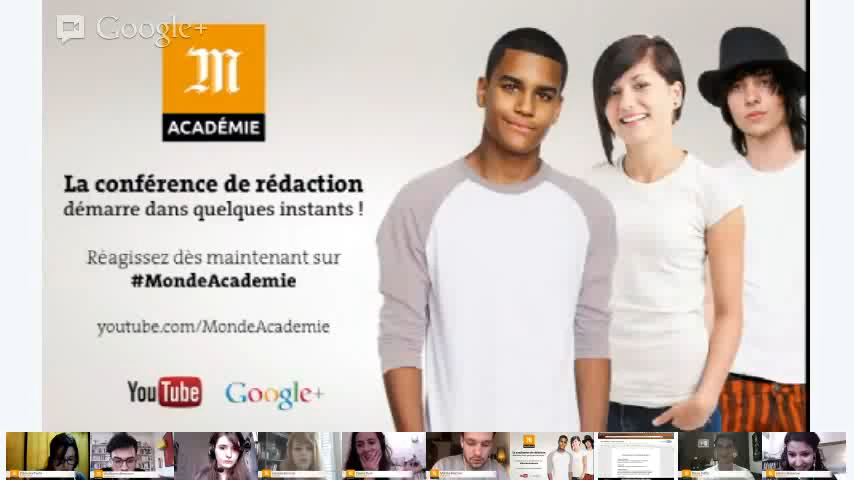 Google+
M
ACADÉMIE
La conférence de rédaction
démarre dans quelques instants !
Réagissez dès maintenant sur
#MondeAcademie
youtube.com/MondeAcademie
YouTube
Google+